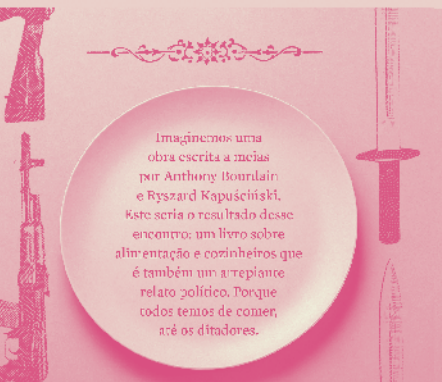 Imaginemos uma
obra escrita a meias
por Anthony Bourdain
e Ryszard Kapuściński.
Este seria o resultado desse
encontro: um livro sobre
alimentação e cozinheiros que
é também um arrepiante
relato político. Porque
todos temos de comer,
até os ditadores.